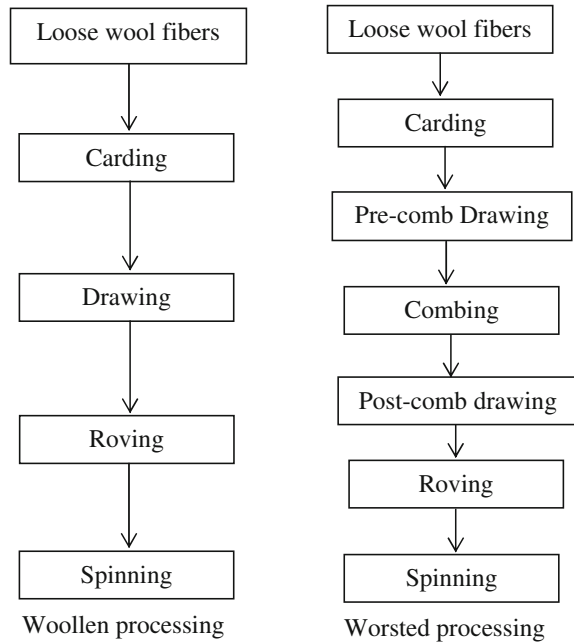 Loose wool fibers
Carding
Drawing
Roving
Spinning
Woollen processing
Loose wool fibers
Carding
Pre-comb Drawing
Combing
Post-comb drawing
Roving
Spinning
Worsted processing